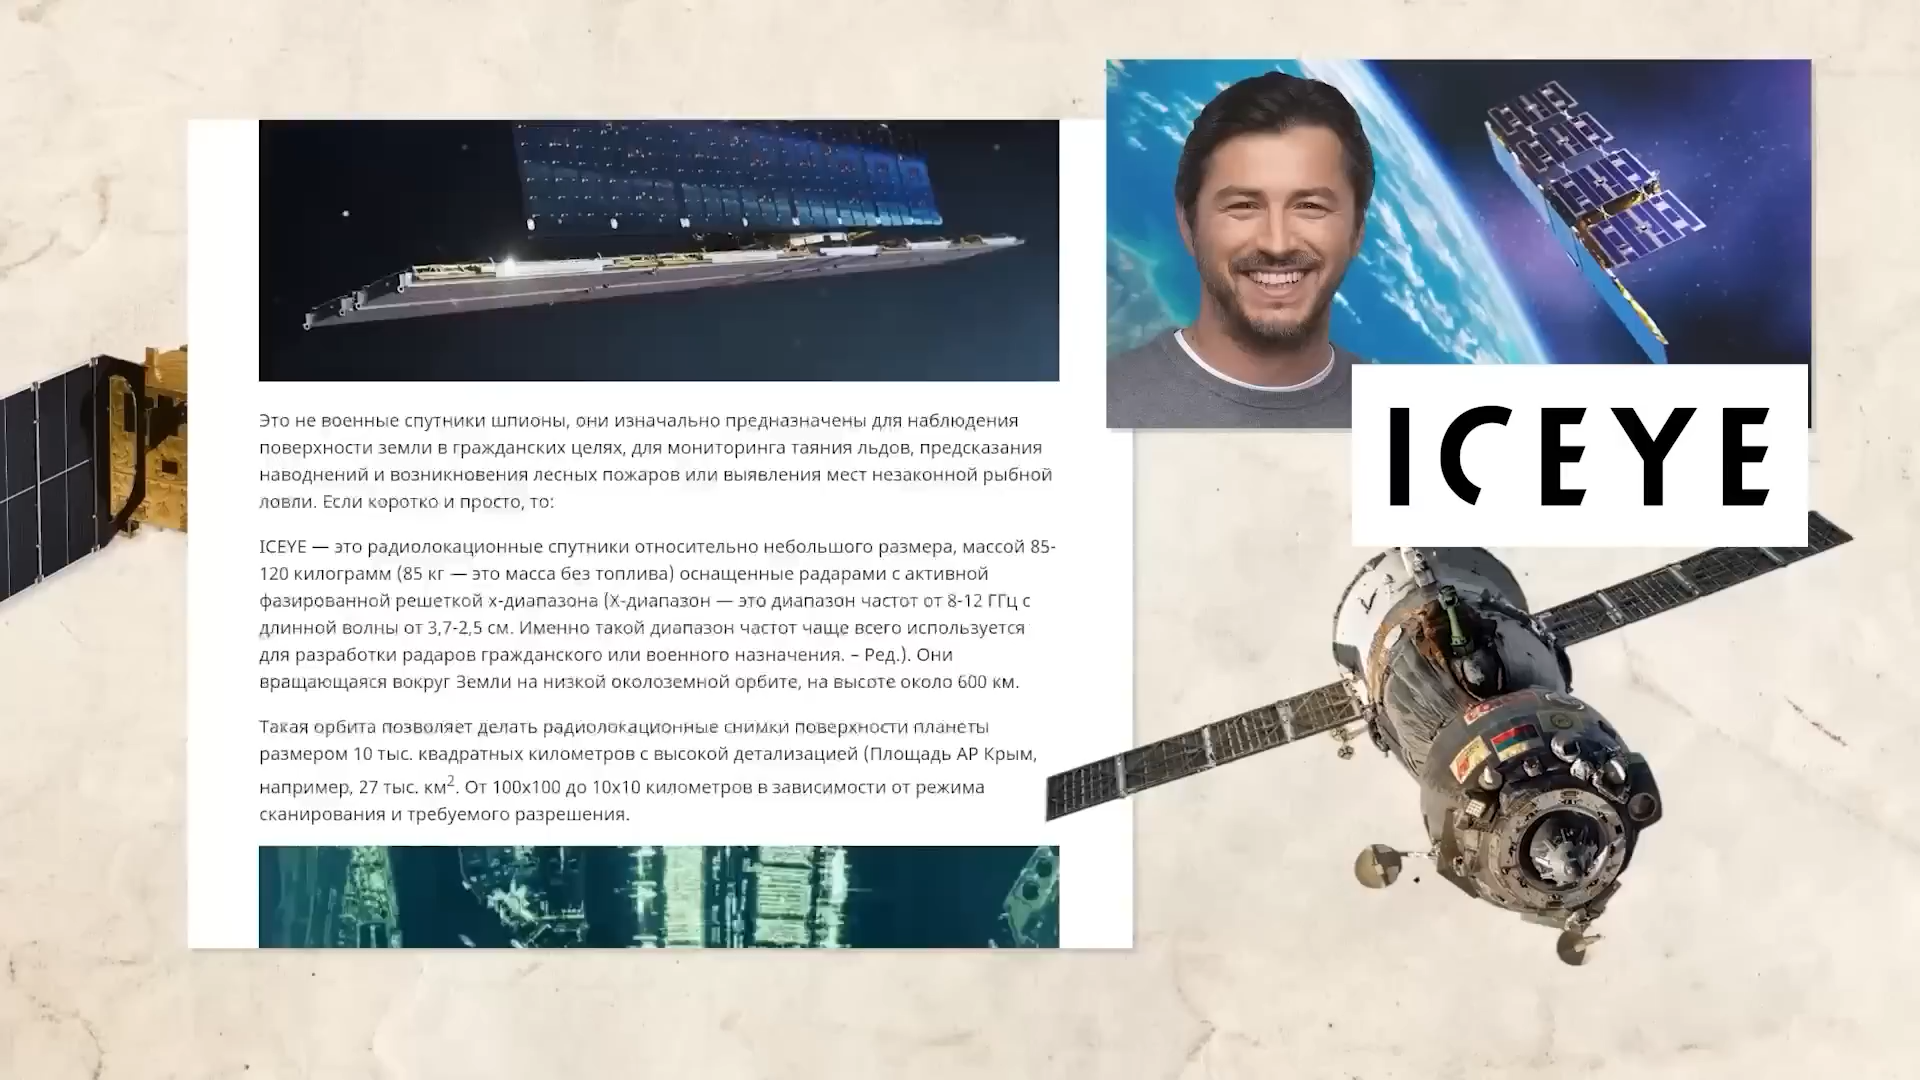 Это не военные спутники шпионы, они изначально предназначены для наблюдения
поверхности земли в гражданских целях, для мониторинга таяния льдов, предсказания
наводнений и возникновения лесных пожаров или выявления мест незаконной рыбной
ловли. Если коротко и просто, то:
ICEYE — это радиолокационные спутники относительно небольшого размера, массой 85-
120 килограмм (85 кг — это масса без топлива) оснащенные радарами с активной
фазированной решеткой х-диапазона (Х-диапазон — это диапазон частот от 8-12 ГГц с
длинной волны от 3,7-2,5 см. Именно такой диапазон частот чаще всего используется
для разработки радаров гражданского или военного назначения. – Ред.). Они
вращающаяся вокруг Земли на низкой околоземной орбите, на высоте около 600 км.
Такая орбита позволяет делать радиолокационные снимки поверхности планеты
размером 10 тыс. квадратных километров с высокой детализацией (Площадь АР Крым,
например, 27 тыс. км². От 100х100 до 10х10 километров в зависимости от режима
сканирования и требуемого разрешения.
ICEYE